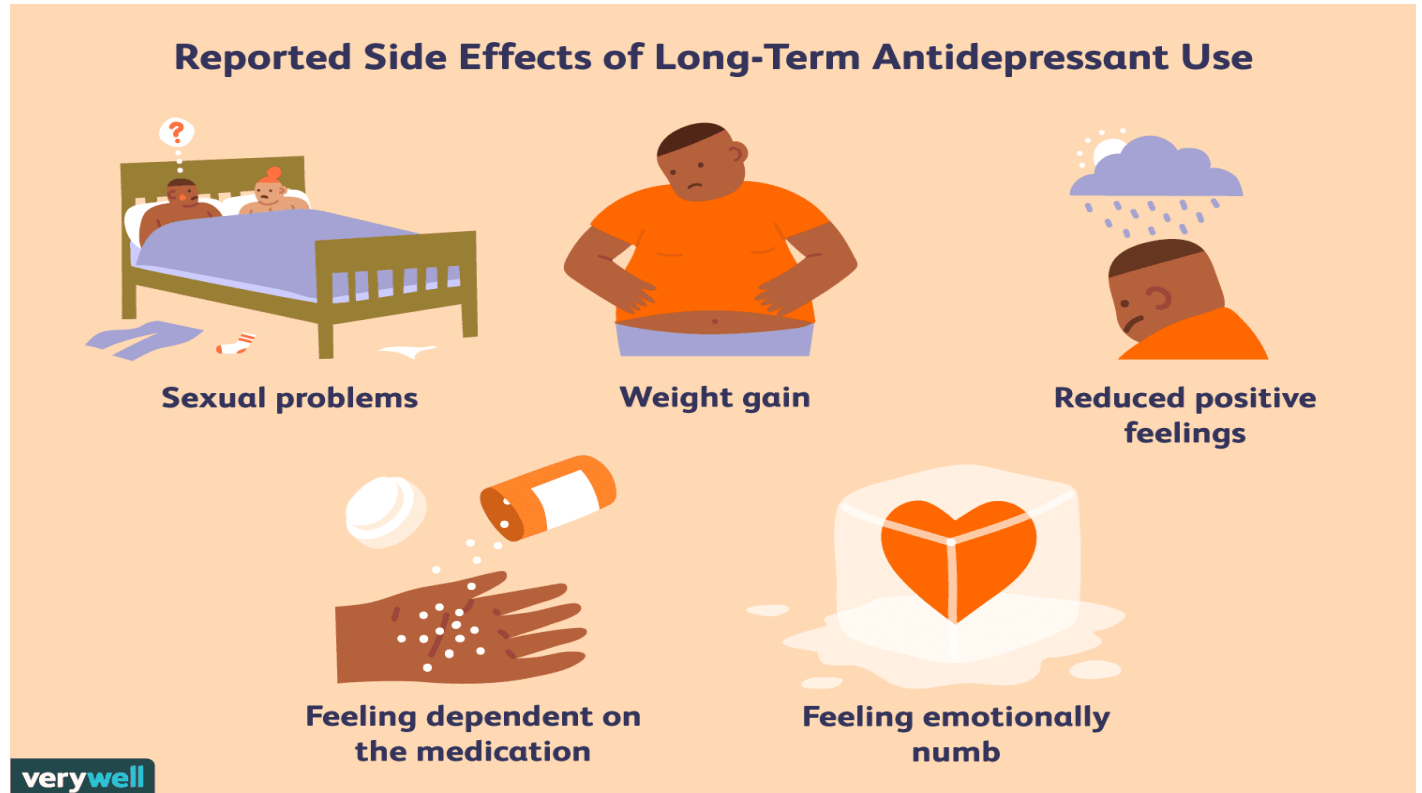 Reported Side Effects of Long-Term Antidepressant Use
?
Sexual problems
Weight gain
Reduced positive
feelings
Feeling dependent on
the medication
Feeling emotionally
numb
verywell